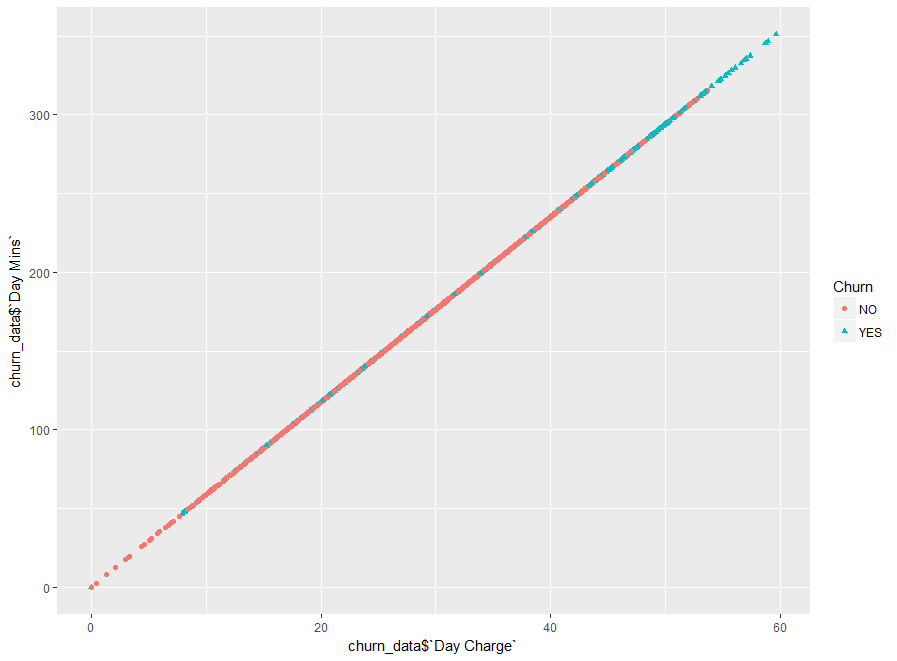 300
200
100
0
churn_data$`Day Mins`
0
20
40
60
churn_data$`Day Charge`
Churn
NO
YES